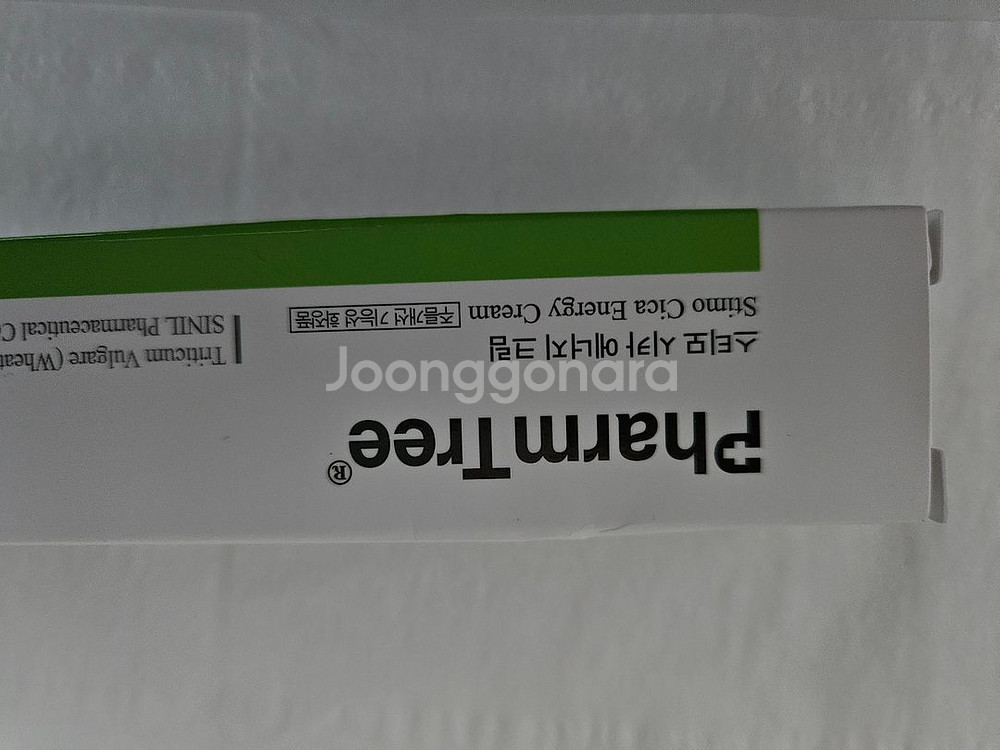 PharmTree®
스티모 시카 에너지 크림
Stimo Cica Energy Cream 주름개선 기능성 화장품
Triticum Vulgare (Wheat
SINIL Pharmaceutical
Joonggonara